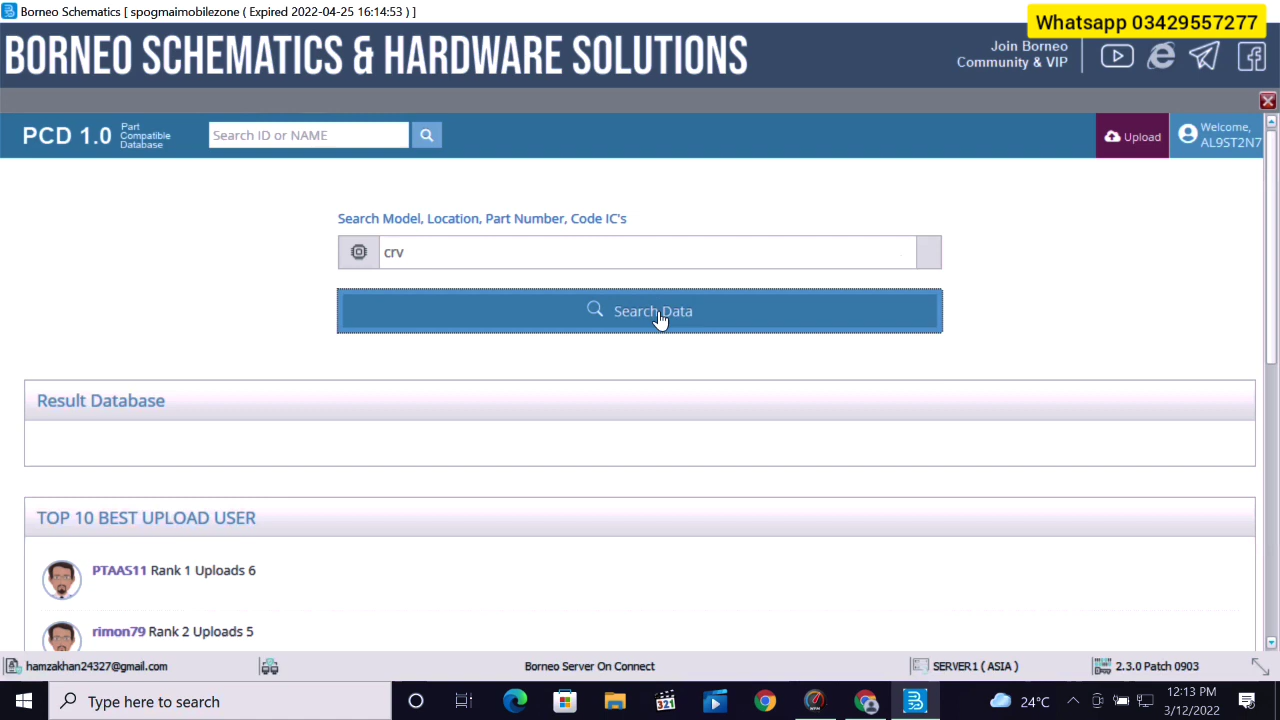 Borneo Schematics [ spogmaimobilezone ( Expired 2022-04-25 16:14:53 ) ]
Whatsapp 03429557277
BORNEO SCHEMATICS & HARDWARE SOLUTIONS
Join Borneo
Community & VIP
PCD 1.0
Part
Compatible
Database
Search ID or NAME
Upload
Welcome,
AL9ST2N7
Search Model, Location, Part Number, Code IC's
crv
Search Data
Result Database
TOP 10 BEST UPLOAD USER
PTAAS11 Rank 1 Uploads 6
rimon79 Rank 2 Uploads 5
hamzakhan24327@gmail.com
Borneo Server On Connect
SERVER1 ( ASIA )
2.3.0 Patch 0903
Type here to search
321
24°C
12:13 PM
3/12/2022